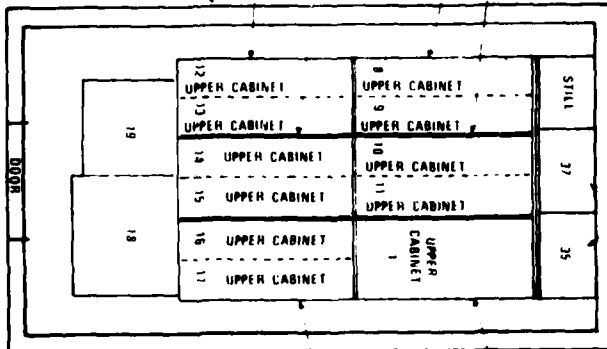 12
UPPER CABINET
13
UPPER CABINET
14 UPPER CABINET
15 UPPER CABINET
16 UPPER CABINET
17 UPPER CABINET
8
UPPER CABINET
9
UPPER CABINET
10
UPPER CABINET
11
UPPER CABINET
UPPER
CABINET
1
STILL
37
35
19
18
DOOR